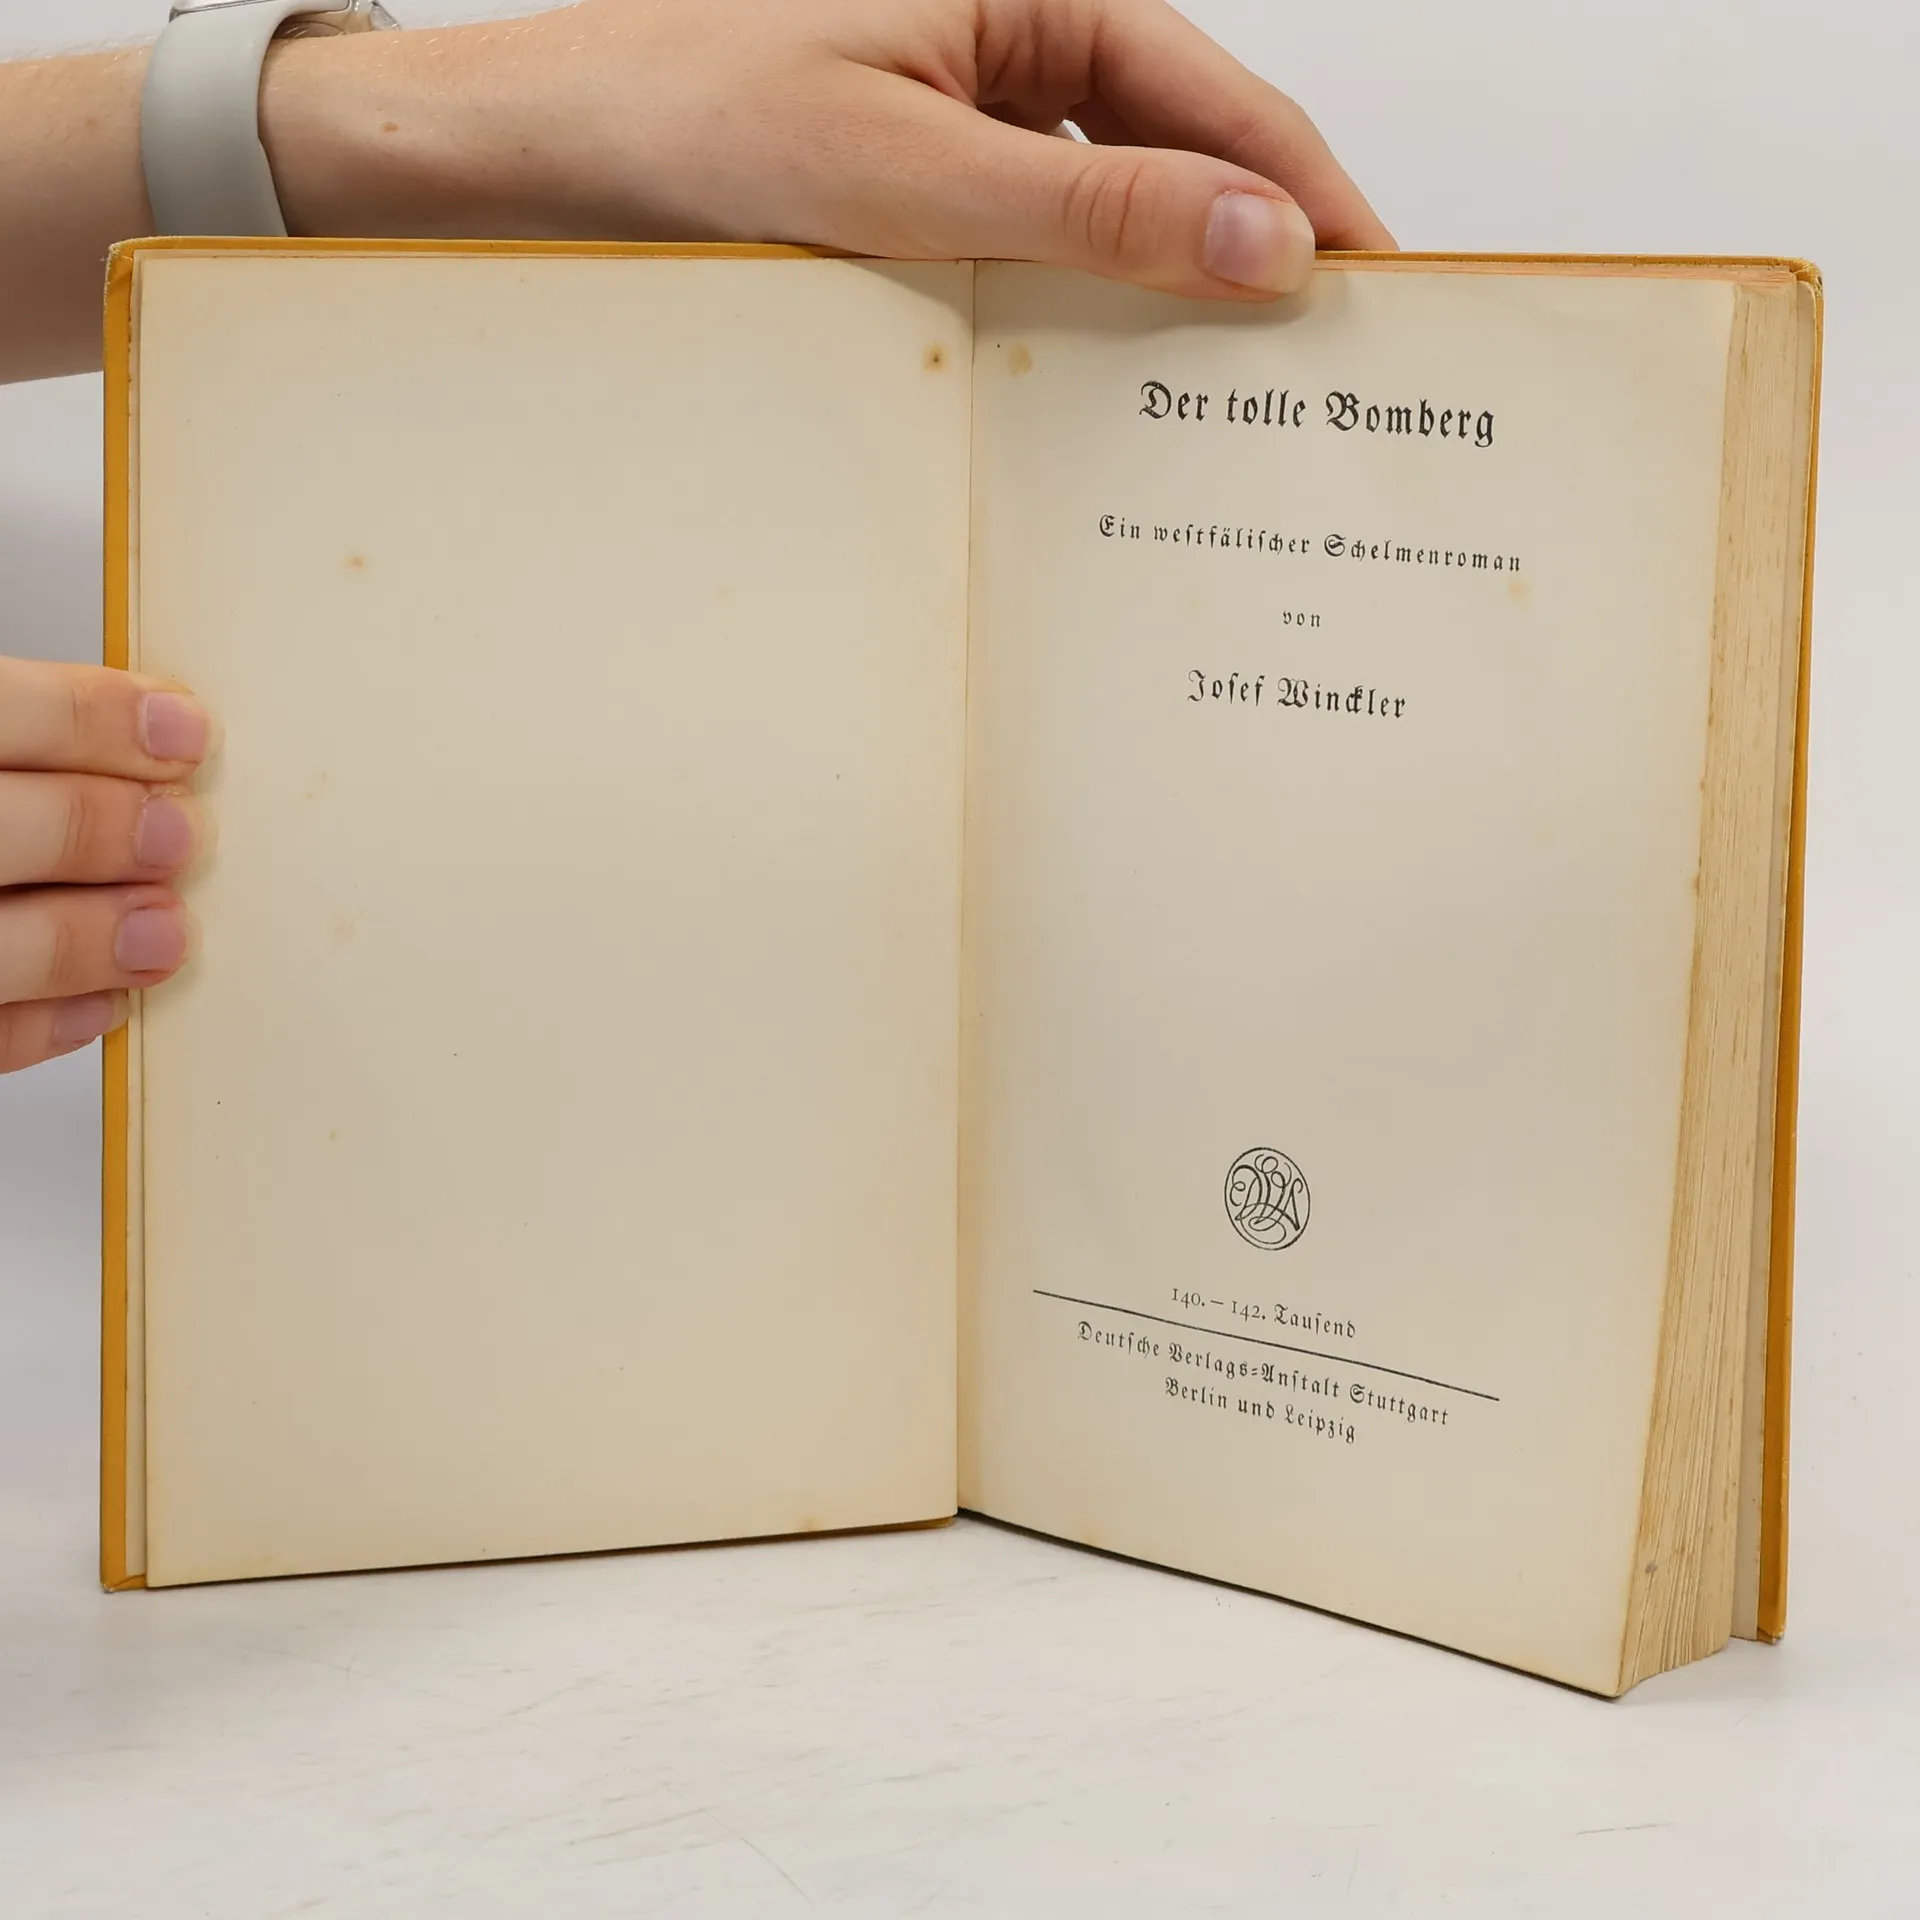 Der tolle Bomberg
Ein weſtfäliſcher Schelmenroman
von
Joſef Winckler
DVA
140. – 142. Tauſend
Deutſche Verlags-Anſtalt Stuttgart
Berlin und Leipzig